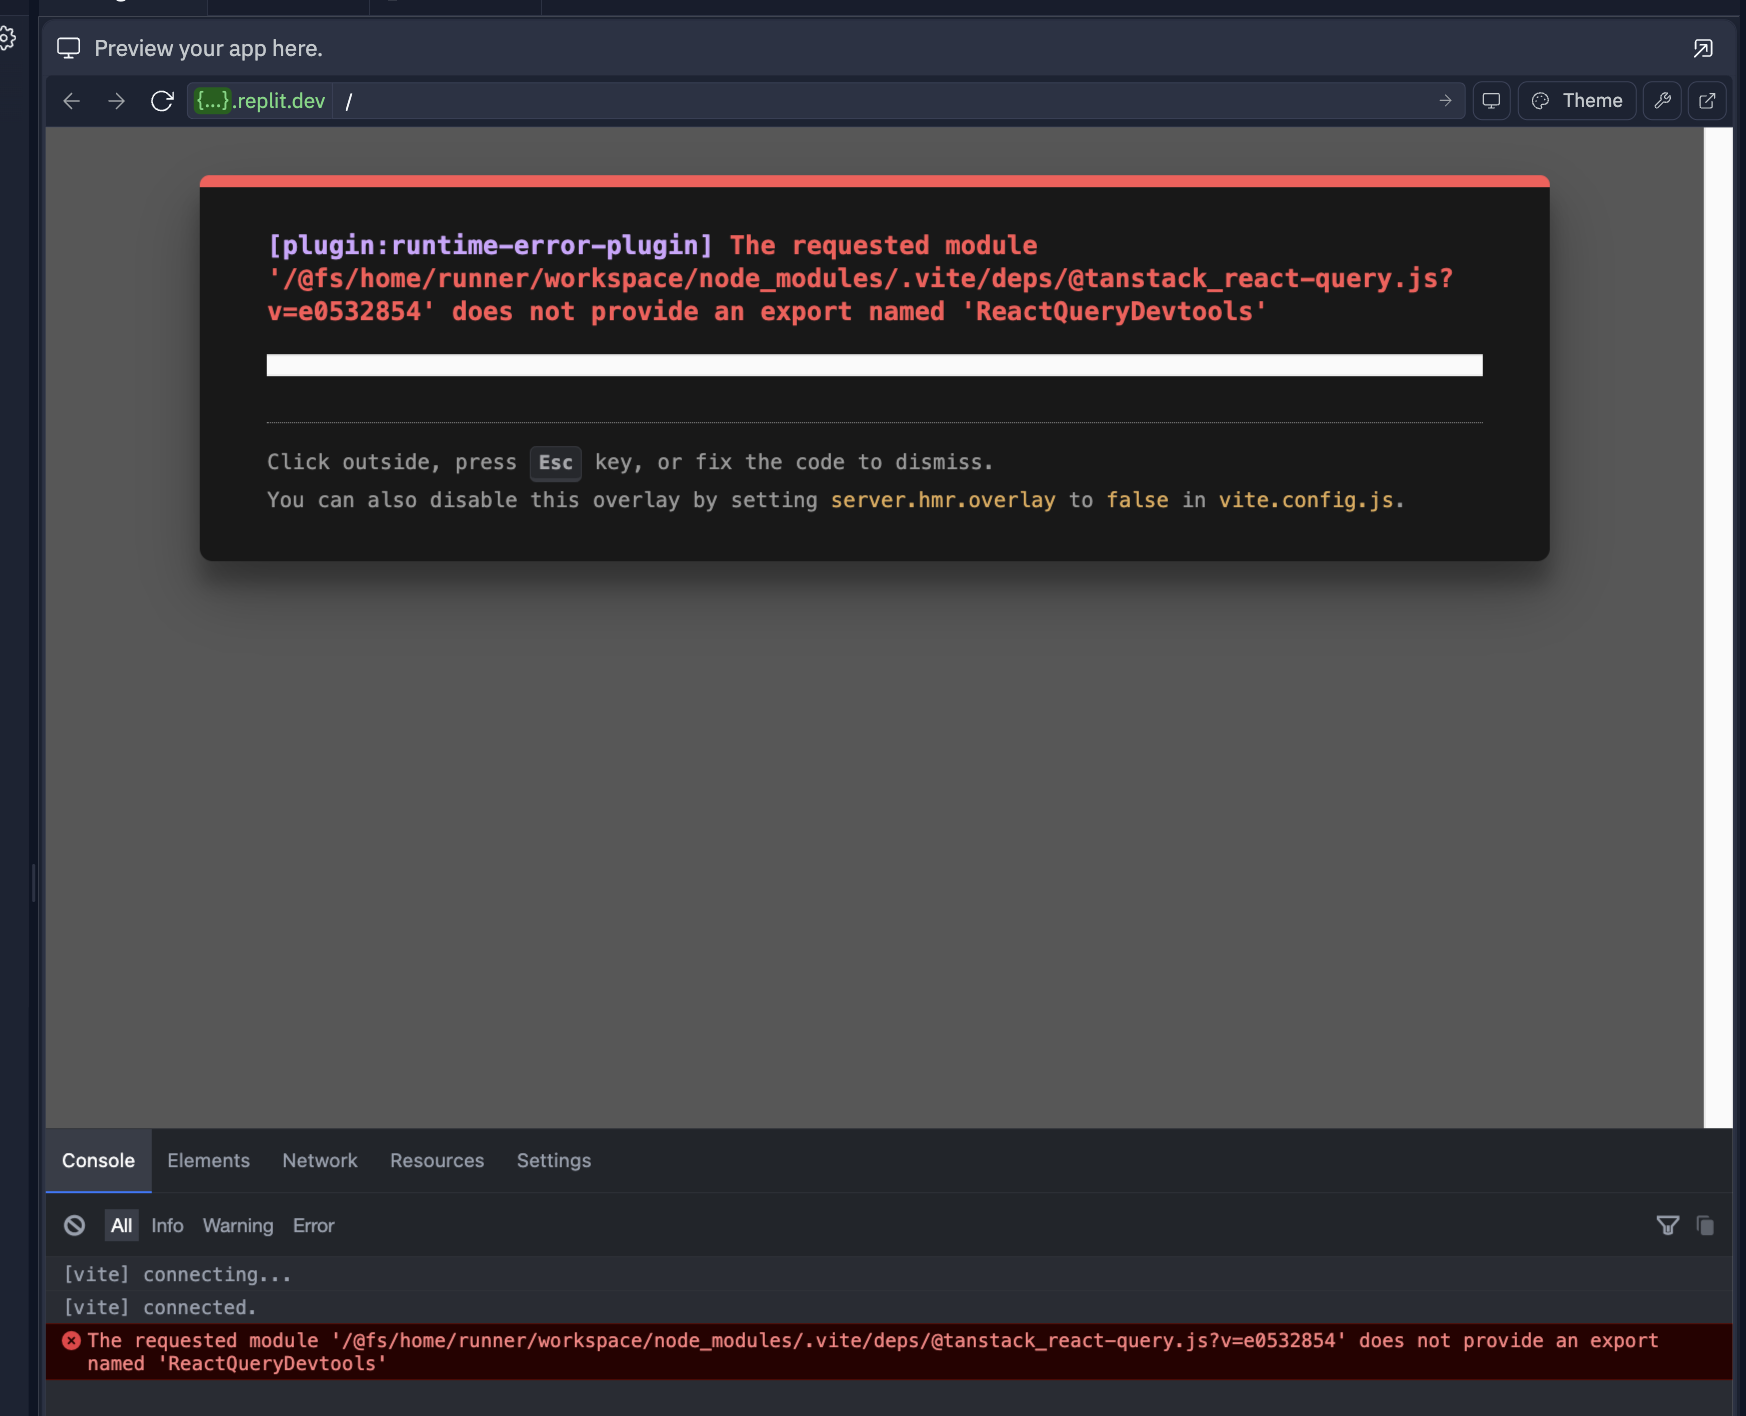 Preview your app here.
{...}.replit.dev /
Theme
[plugin:runtime-error-plugin] The requested module
'/@fs/home/runner/workspace/node_modules/.vite/deps/@tanstack_react-query.js?
v=e0532854' does not provide an export named 'ReactQueryDevtools'
Click outside, press Esc key, or fix the code to dismiss.
You can also disable this overlay by setting server.hmr.overlay to false in vite.config.js.
Console Elements Network Resources Settings
All Info Warning Error
[vite] connecting...
[vite] connected.
The requested module '/@fs/home/runner/workspace/node_modules/.vite/deps/@tanstack_react-query.js?v=e0532854' does not provide an export
named 'ReactQueryDevtools'